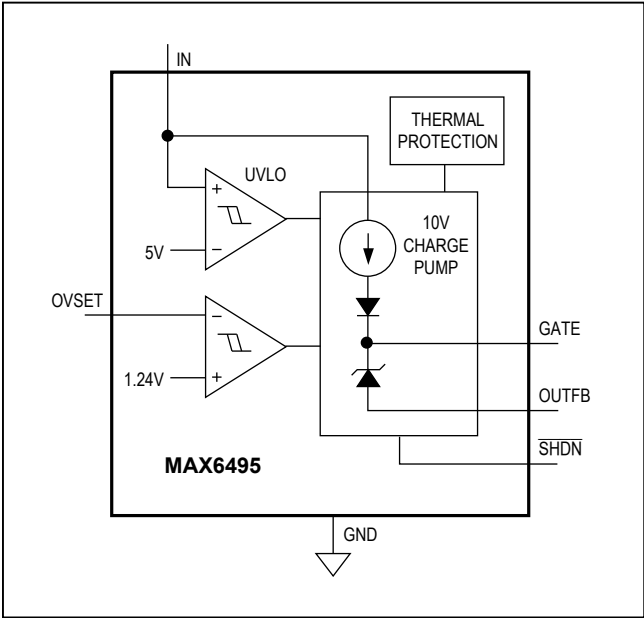 IN
THERMAL
PROTECTION
UVLO
+
10V
CHARGE
PUMP
5V
−
OVSET
−
GATE
1.24V
+
OUTFB
SHDN
MAX6495
GND